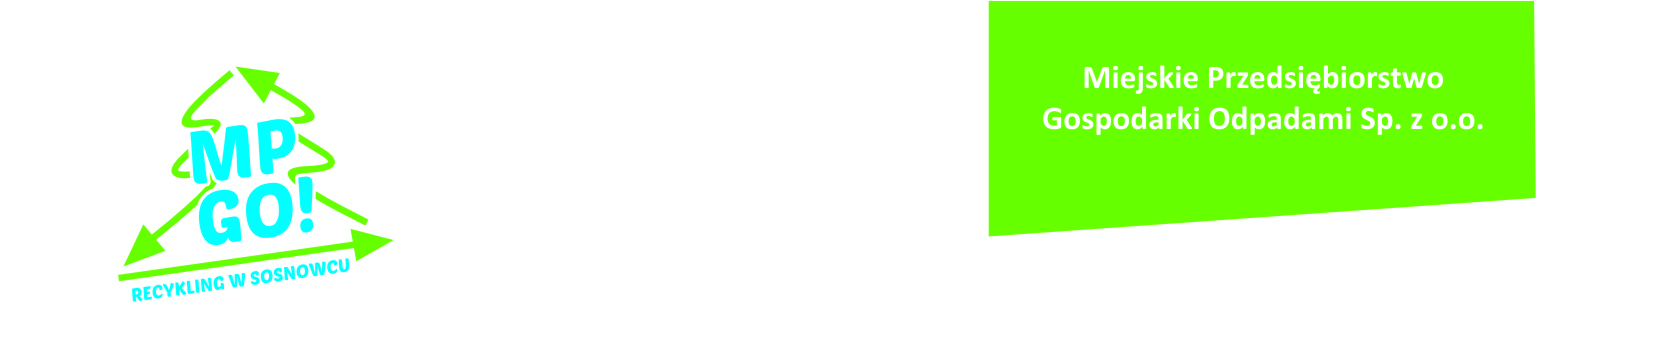 MP
GO!
RECYKLING W SOSNOWCU
Miejskie Przedsiębiorstwo
Gospodarki Odpadami Sp. z o.o.